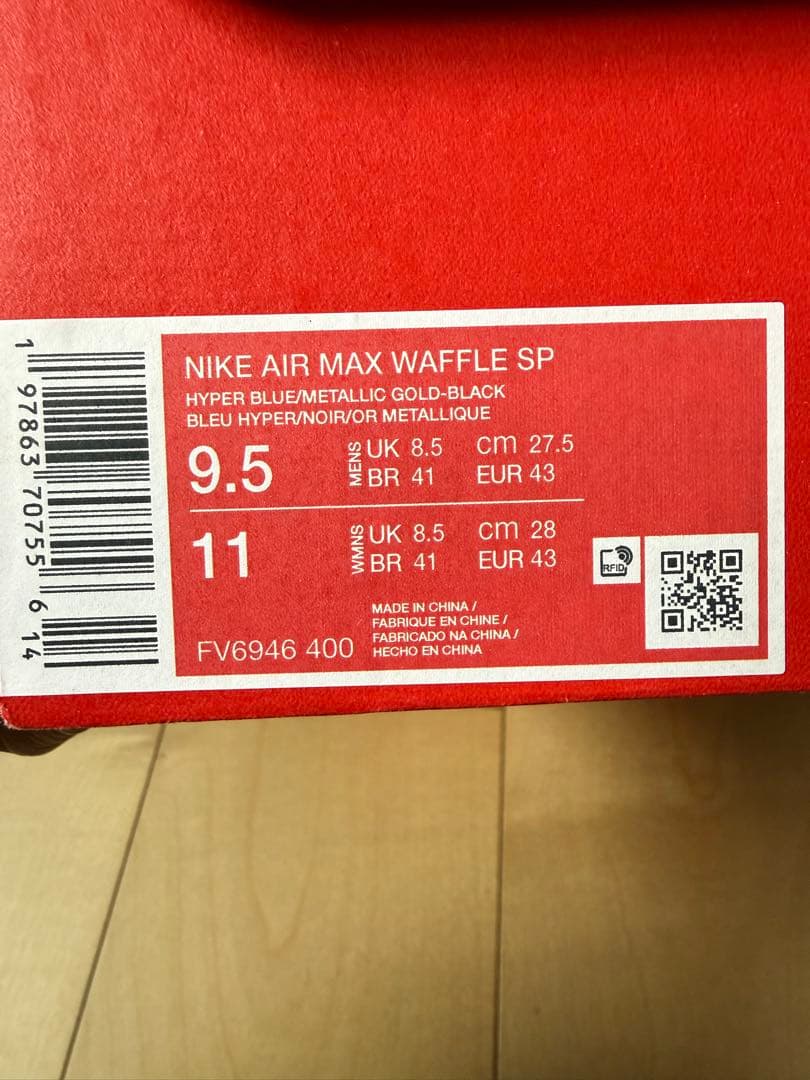 NIKE AIR MAX WAFFLE SP
HYPER BLUE/METALLIC GOLD-BLACK
BLEU HYPER/NOIR/OR METALLIQUE
9.5
MENS
UK 8.5 cm 27.5
BR 41 EUR 43
11
WMNS
UK 8.5 cm 28
BR 41 EUR 43
RFID
FV6946 400
MADE IN CHINA /
FABRIQUE EN CHINE /
FABRICADO NA CHINA /
HECHO EN CHINA
1 97863 70755 6 14